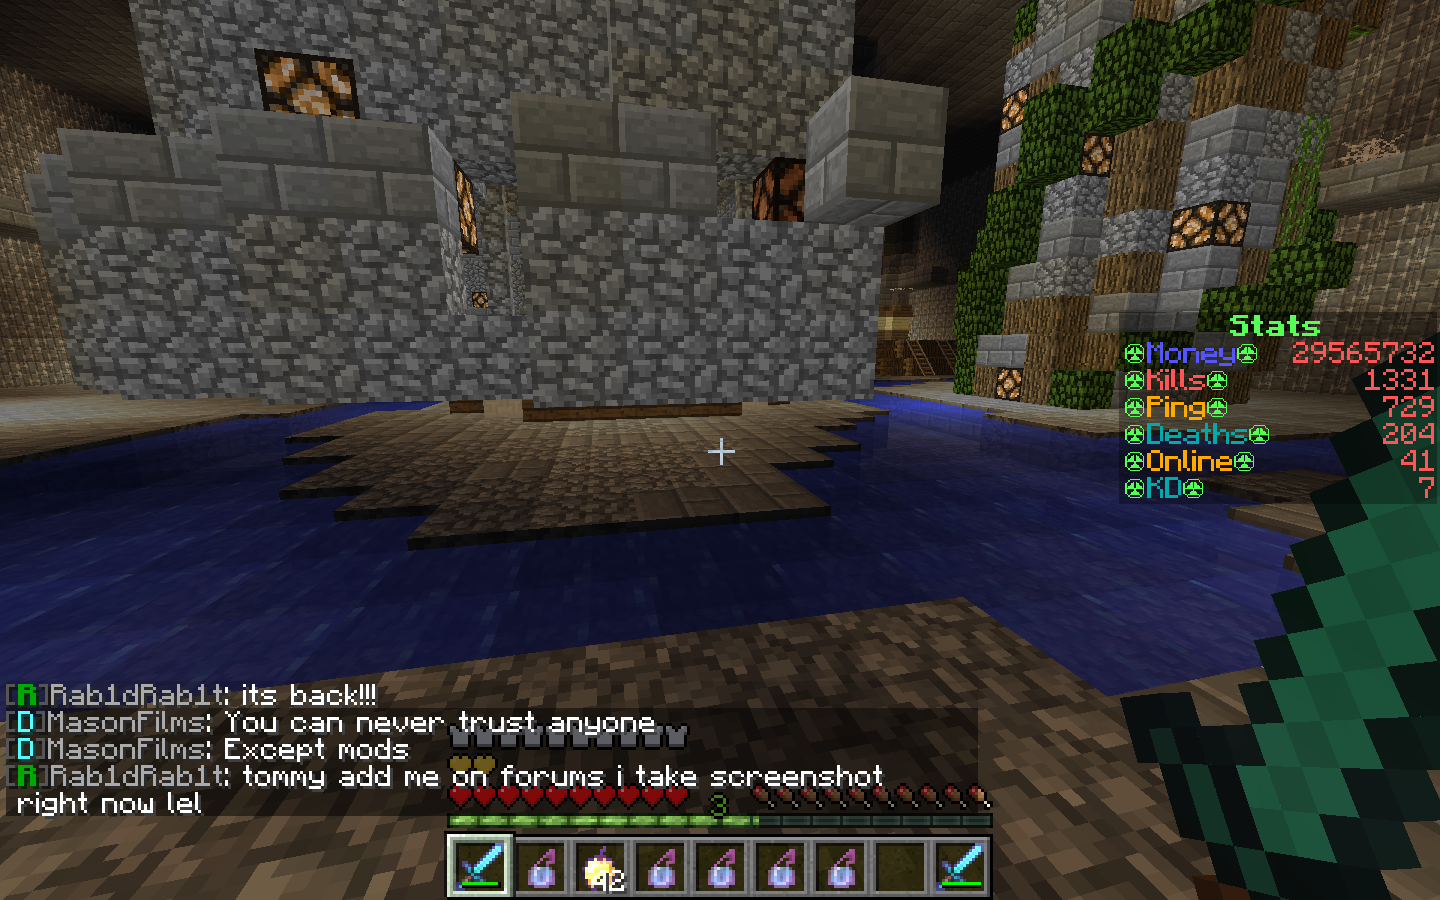 Stats
Money 29565732
Kills 1331
Ping 729
Deaths 204
Online 41
KD 7
[R]Rab1dRab1t: its back!!!
[D]MasonFilms: You can never trust anyone
[D]MasonFilms: Except mods
[R]Rab1dRab1t: tommy add me on forums i take screenshot
right now lel
3
42